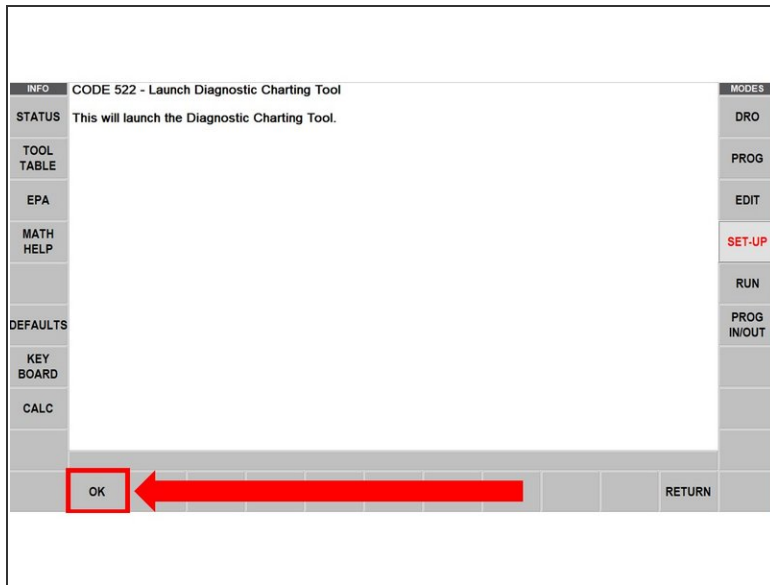 INFO
CODE 522 - Launch Diagnostic Charting Tool
MODES
STATUS
This will launch the Diagnostic Charting Tool.
DRO
TOOL
TABLE
PROG
EPA
EDIT
MATH
HELP
SET-UP
RUN
DEFAULTS
PROG
IN/OUT
KEY
BOARD
CALC
OK
RETURN